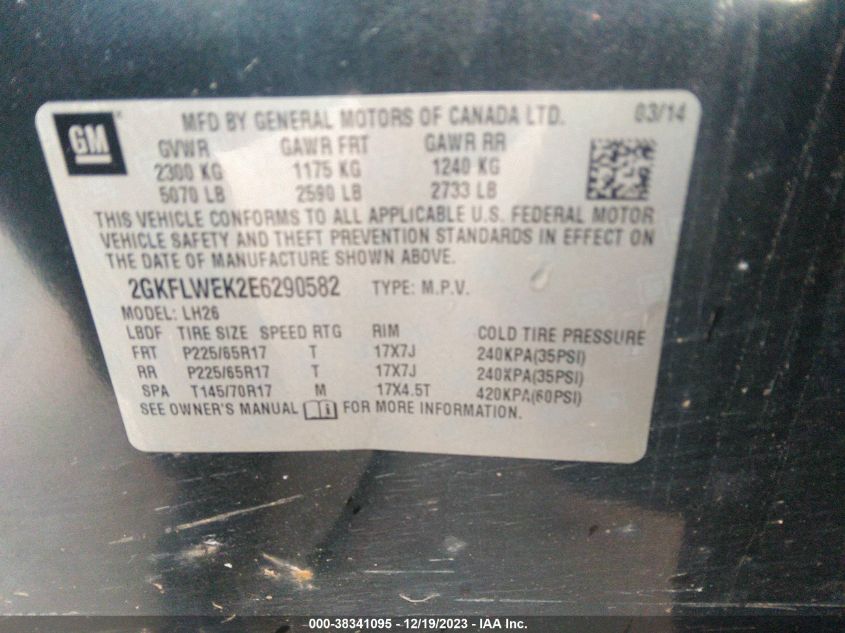 GM
MFD BY GENERAL MOTORS OF CANADA LTD. 03/14
GVWR GAWR FRT GAWR RR
2300 KG 1175 KG 1240 KG
5070 LB 2590 LB 2733 LB
THIS VEHICLE CONFORMS TO ALL APPLICABLE U.S. FEDERAL MOTOR
VEHICLE SAFETY AND THEFT PREVENTION STANDARDS IN EFFECT ON
THE DATE OF MANUFACTURE SHOWN ABOVE.
2GKFLWEK2E6290582 TYPE: M.P.V.
MODEL: LH26
LBDF TIRE SIZE SPEED RTG RIM COLD TIRE PRESSURE
FRT P225/65R17 T 17X7J 240KPA(35PSI)
RR P225/65R17 T 17X7J 240KPA(35PSI)
SPA T145/70R17 M 17X4.5T 420KPA(60PSI)
SEE OWNER'S MANUAL FOR MORE INFORMATION.
000-38341095 - 12/19/2023 - IAA Inc.